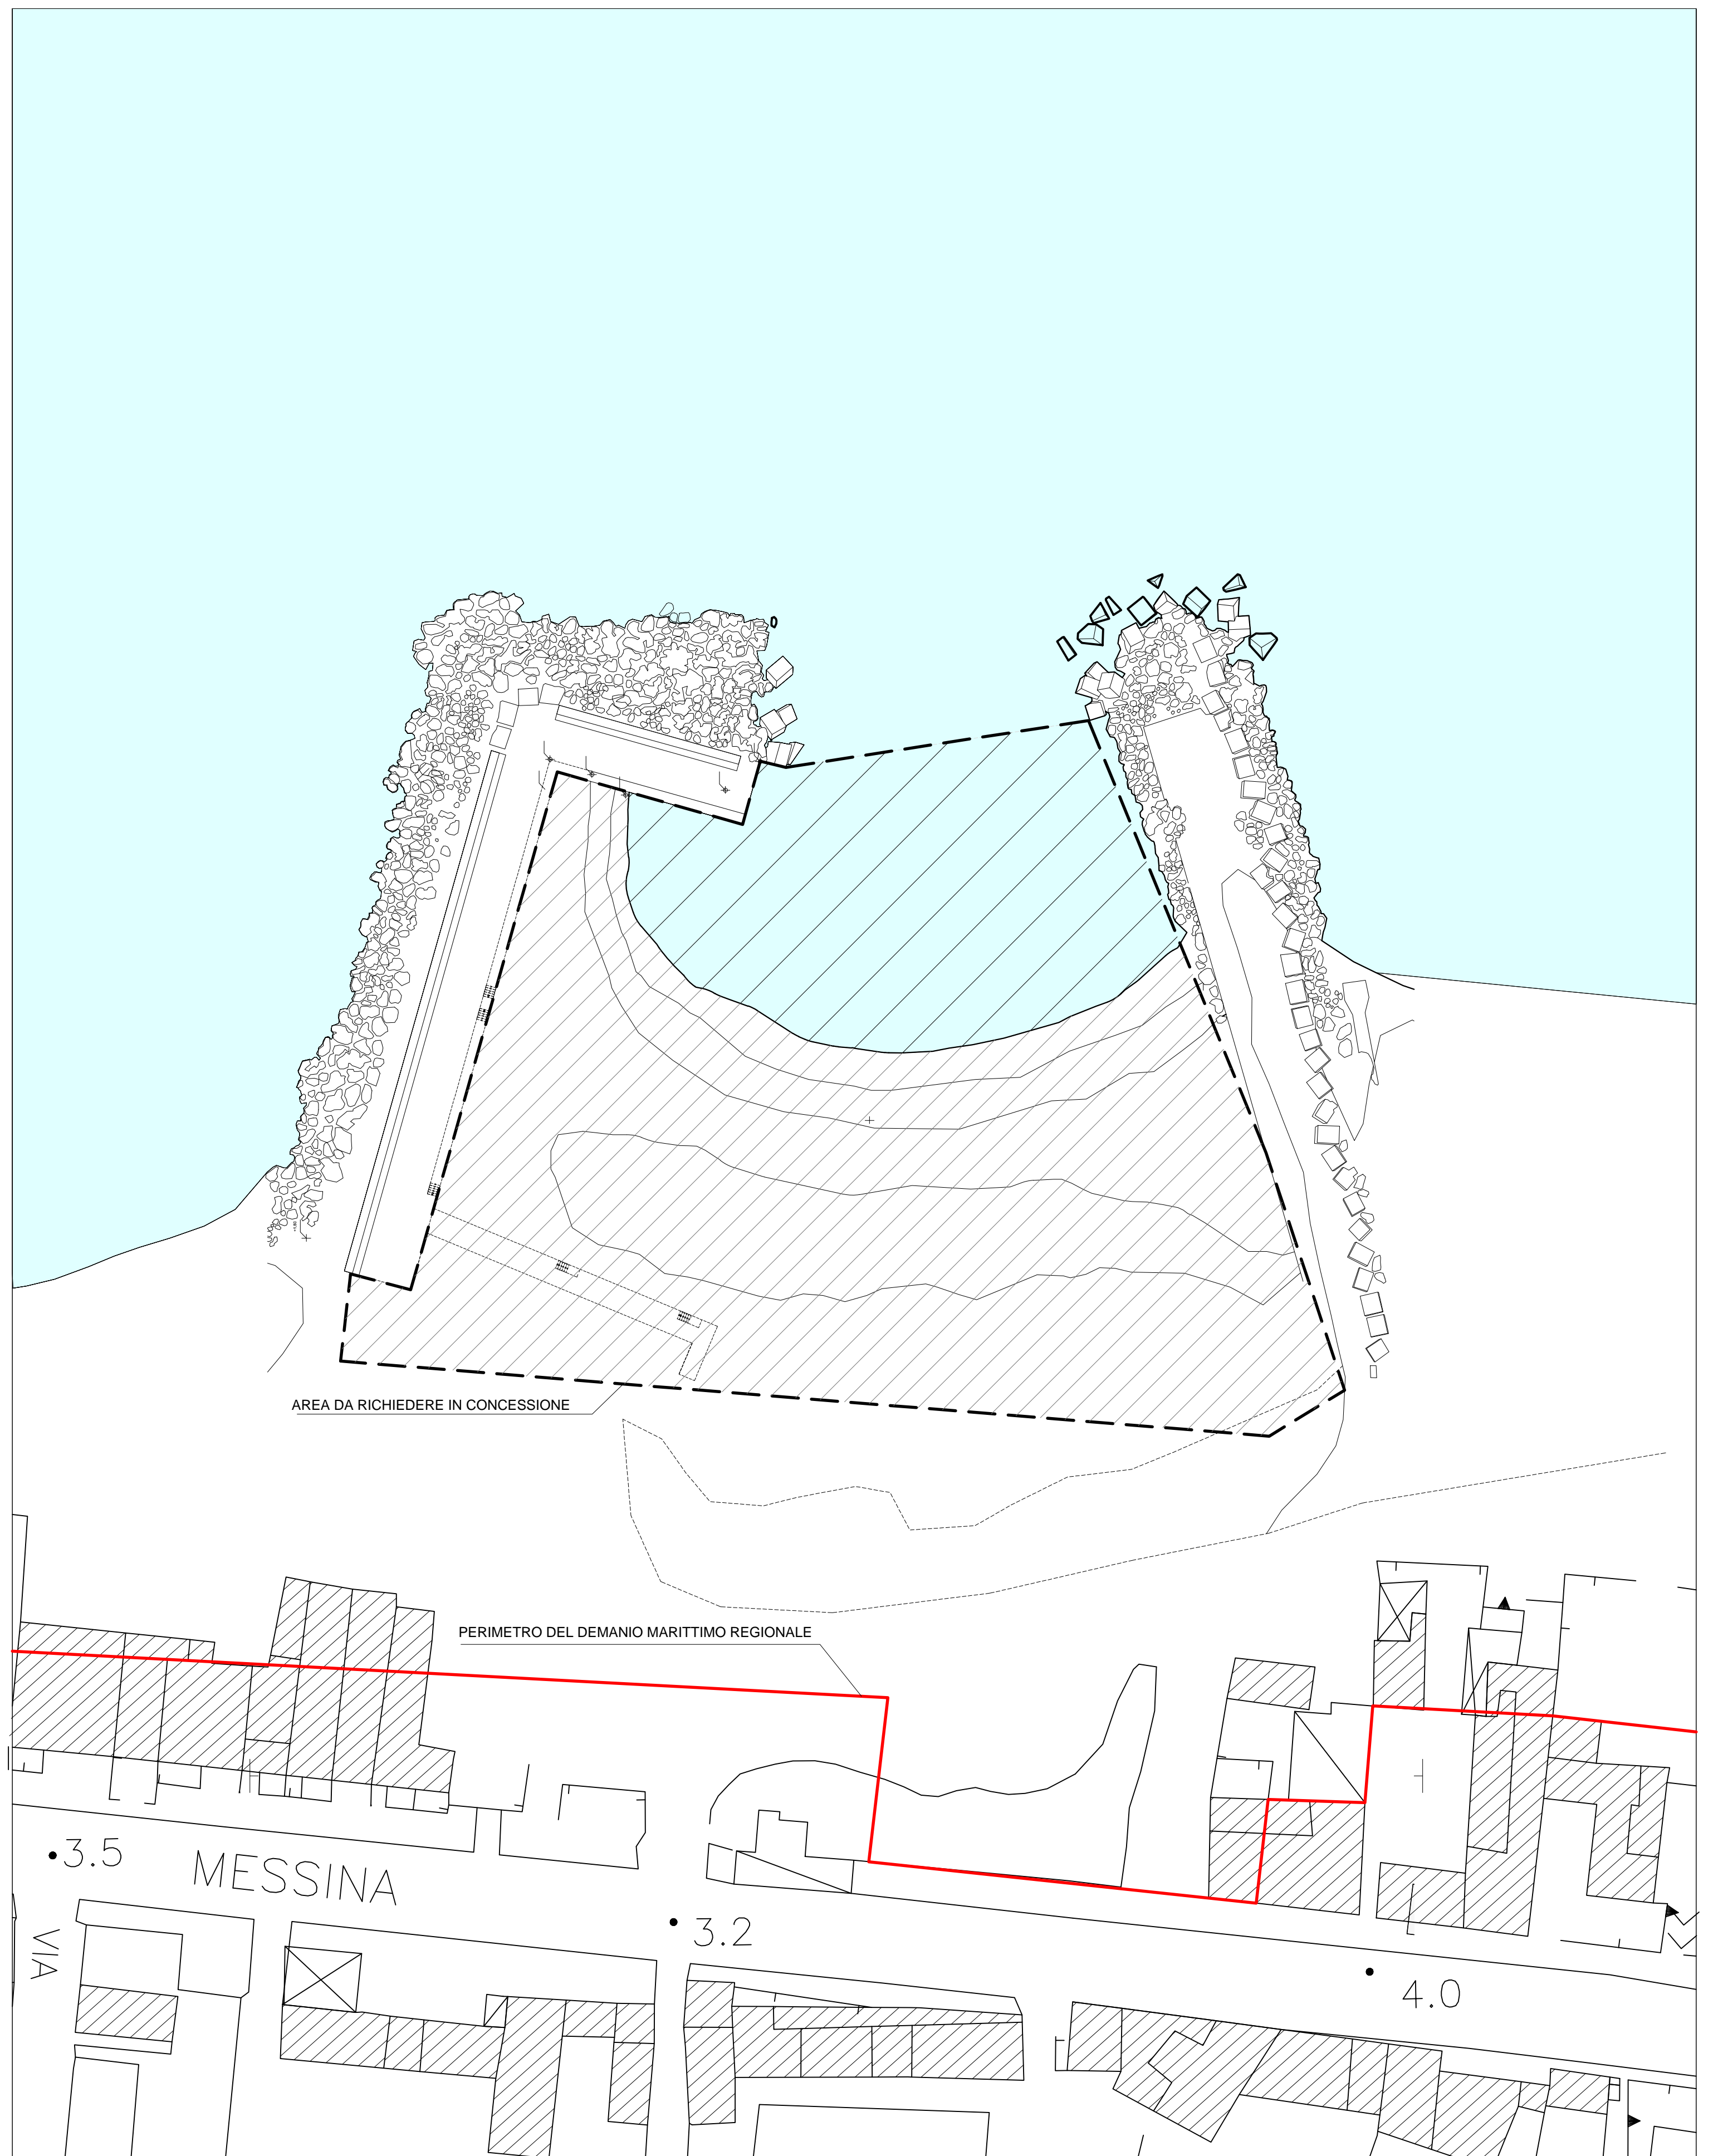 AREA DA RICHIEDERE IN CONCESSIONE
PERIMETRO DEL DEMANIO MARITTIMO REGIONALE
3.5
MESSINA
VIA
3.2
4.0